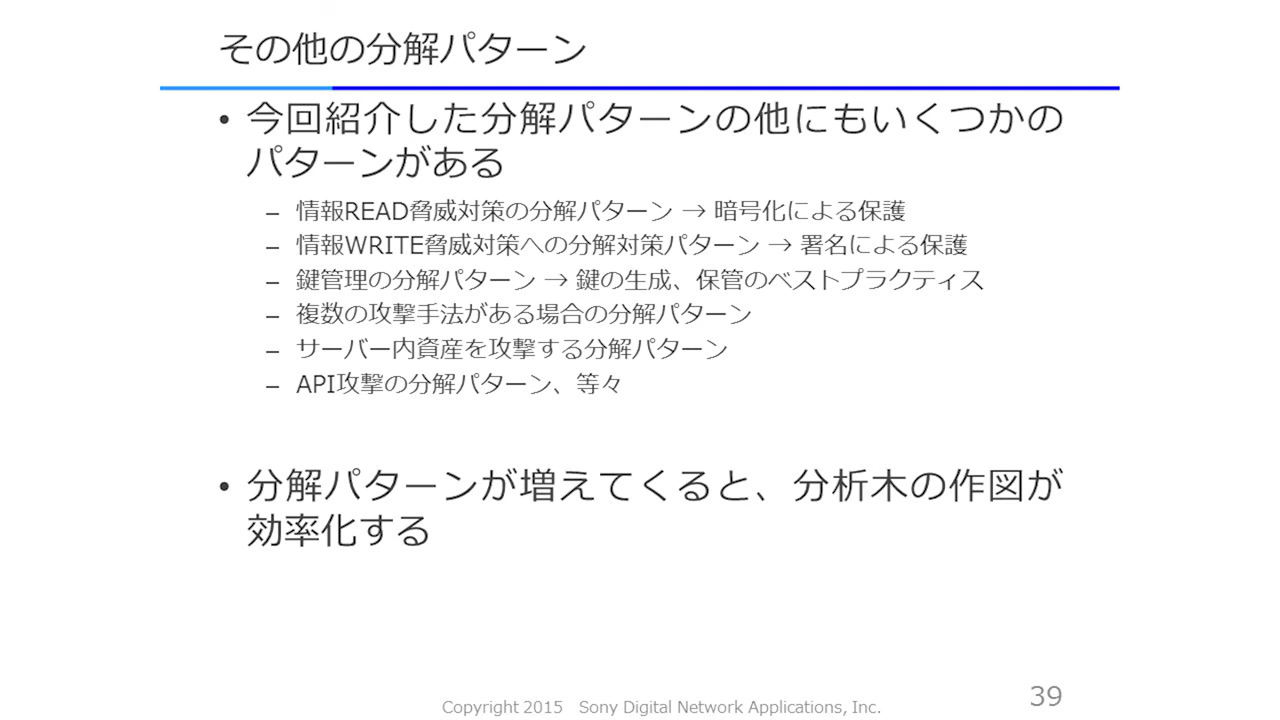 その他の分解パターン
• 今回紹介した分解パターンの他にもいくつかの
パターンがある
– 情報READ脅威対策の分解パターン → 暗号化による保護
– 情報WRITE脅威対策への分解対策パターン → 署名による保護
– 鍵管理の分解パターン → 鍵の生成、保管のベストプラクティス
– 複数の攻撃手法がある場合の分解パターン
– サーバー内資産を攻撃する分解パターン
– API攻撃の分解パターン、等々
• 分解パターンが増えてくると、分析木の作図が
効率化する
Copyright 2015 Sony Digital Network Applications, Inc.
39